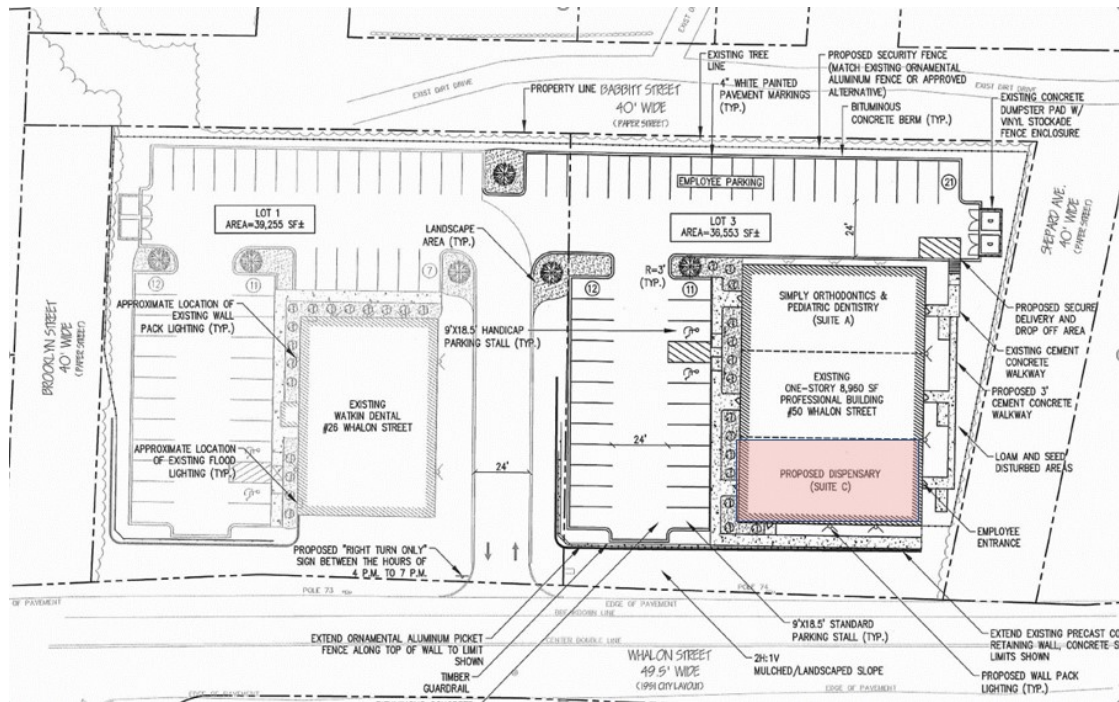 EXIST DIRT DRIVE
EXISTING TREE
LINE
PROPOSED SECURITY FENCE
(MATCH EXISTING ORNAMENTAL
ALUMINUM FENCE OR APPROVED
ALTERNATIVE)
EXIST DIRT DRIVE
PROPERTY LINE
BABBITT STREET
40' WIDE
(PAPER STREET)
4" WHITE PAINTED
PAVEMENT MARKINGS
(TYP.)
BITUMINOUS
CONCRETE BERM (TYP.)
EXIST DIRT DRIVE
EXISTING CONCRETE
DUMPSTER PAD W/
VINYL STOCKADE
FENCE ENCLOSURE
EMPLOYEE PARKING
21
LOT 1
AREA=39,255 SF±
LOT 3
AREA=36,553 SF±
24'
SHEPARD AVE.
40' WIDE
(PAPER STREET)
LANDSCAPE
AREA (TYP.)
7
12
11
R=3'
(TYP.)
12
11
APPROXIMATE LOCATION OF
EXISTING WALL
PACK LIGHTING (TYP.)
SIMPLY ORTHODONTICS &
PEDIATRIC DENTISTRY
(SUITE A)
PROPOSED SECURE
DELIVERY AND
DROP OFF AREA
9'X18.5' HANDICAP
PARKING STALL (TYP.)
BROOKLYN STREET
40' WIDE
(PAPER STREET)
EXISTING CEMENT
CONCRETE
WALKWAY
EXISTING
ONE-STORY 8,960 SF
PROFESSIONAL BUILDING
#50 WHALON STREET
PROPOSED 3'
CEMENT CONCRETE
WALKWAY
EXISTING
WATKIN DENTAL
#26 WHALON STREET
24'
APPROXIMATE LOCATION
OF EXISTING FLOOD
LIGHTING (TYP.)
LOAM AND SEED
DISTURBED AREAS
24'
PROPOSED DISPENSARY
(SUITE C)
EMPLOYEE
ENTRANCE
PROPOSED "RIGHT TURN ONLY"
SIGN BETWEEN THE HOURS OF
4 P.M. TO 7 P.M.
POLE 73
POLE 74
OF PAVEMENT
EDGE OF PAVEMENT
BREAKDOWN LINE
9'X18.5' STANDARD
PARKING STALL (TYP.)
EXTEND ORNAMENTAL ALUMINUM PICKET
FENCE ALONG TOP OF WALL TO LIMIT
SHOWN
CENTER DOUBLE LINE
EXTEND EXISTING PRECAST CO
RETAINING WALL, CONCRETE S
LIMITS SHOWN
WHALON STREET
49.5' WIDE
(1951 CITY LAYOUT)
2H:1V
MULCHED/LANDSCAPED SLOPE
TIMBER
GUARDRAIL
PROPOSED WALL PACK
LIGHTING (TYP.)
EDGE OF PAVEMENT
EDGE OF PAVEMENT